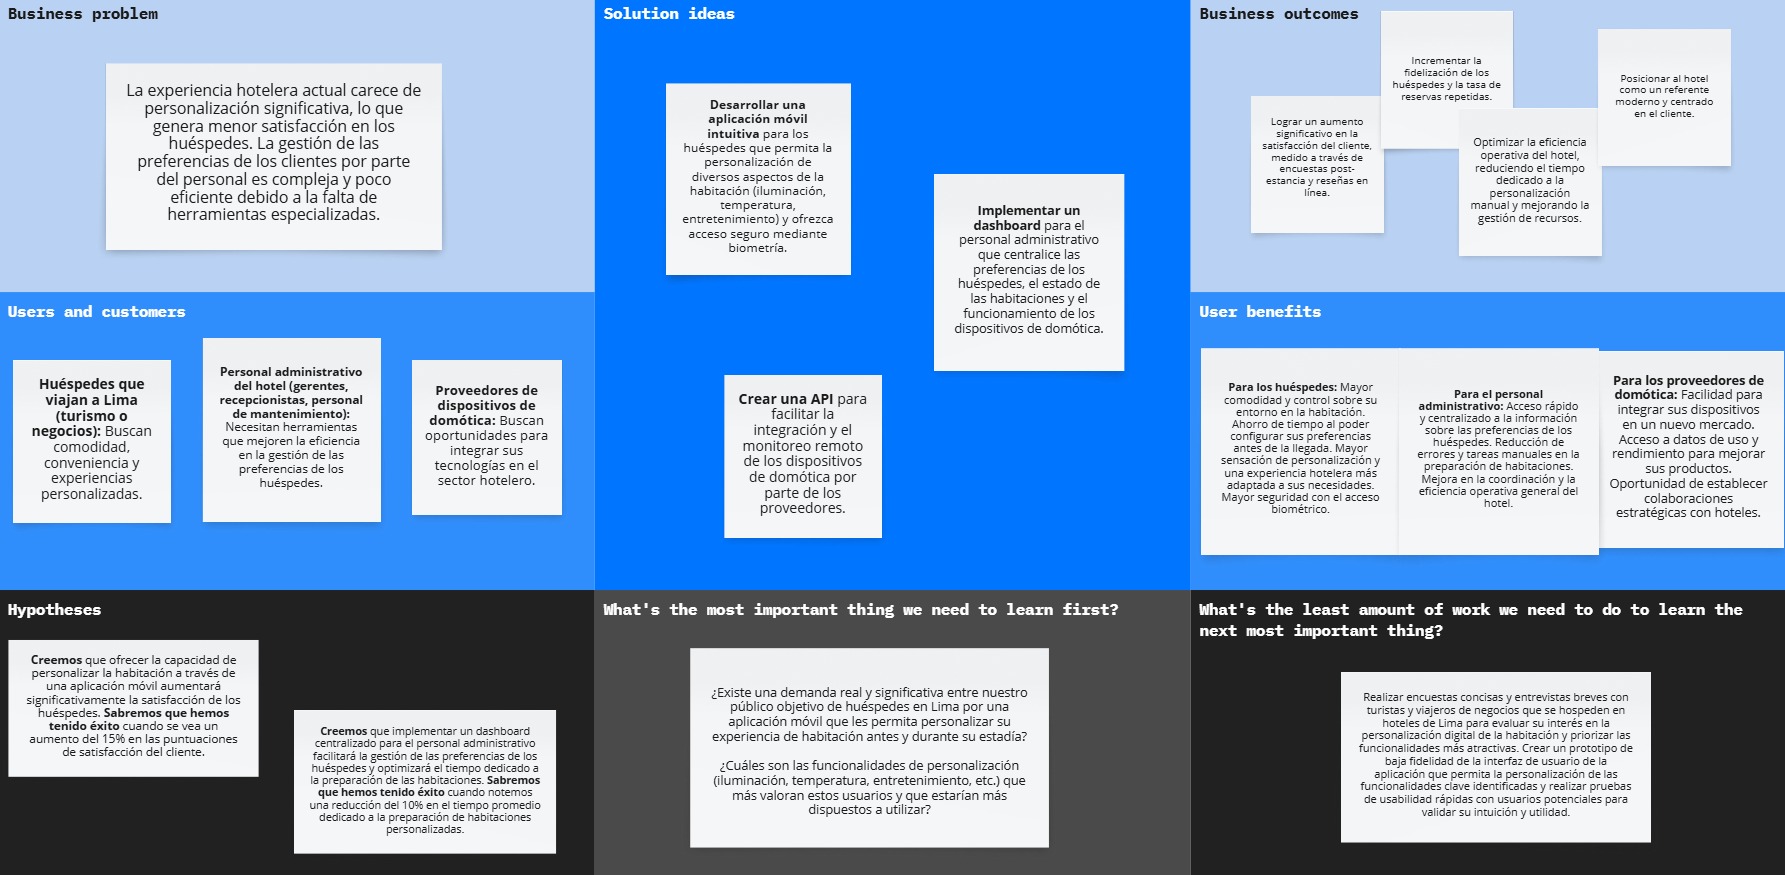 Business problem
La experiencia hotelera actual carece de
personalización significativa, lo que
genera menor satisfacción en los
huéspedes. La gestión de las
preferencias de los clientes por parte
del personal es compleja y poco
eficiente debido a la falta de
herramientas especializadas.
Solution ideas
Desarrollar una
aplicación móvil
intuitiva para los
huéspedes que permita la
personalización de
diversos aspectos de la
habitación (iluminación,
temperatura,
entretenimiento) y ofrezca
acceso seguro mediante
biometría.
Implementar un
dashboard para el
personal administrativo
que centralice las
preferencias de los
huéspedes, el estado de
las habitaciones y el
funcionamiento de los
dispositivos de domótica.
Crear una API para
facilitar la
integración y el
monitoreo remoto
de los dispositivos
de domótica por
parte de los
proveedores.
Business outcomes
Lograr un aumento
significativo en la
satisfacción del cliente,
medido a través de
encuestas post-
estancia y reseñas en
línea.
Incrementar la
fidelización de los
huéspedes y la tasa de
reservas repetidas.
Optimizar la eficiencia
operativa del hotel,
reduciendo el tiempo
dedicado a la
personalización
manual y mejorando la
gestión de recursos.
Posicionar al hotel
como un referente
moderno y centrado
en el cliente.
Users and customers
Huéspedes que
viajan a Lima
(turismo o
negocios): Buscan
comodidad,
conveniencia y
experiencias
personalizadas.
Personal administrativo
del hotel (gerentes,
recepcionistas, personal
de mantenimiento):
Necesitan herramientas
que mejoren la eficiencia
en la gestión de las
preferencias de los
huéspedes.
Proveedores de
dispositivos de
domótica: Buscan
oportunidades para
integrar sus
tecnologías en el
sector hotelero.
User benefits
Para los huéspedes: Mayor
comodidad y control sobre su
entorno en la habitación.
Ahorro de tiempo al poder
configurar sus preferencias
antes de la llegada. Mayor
sensación de personalización y
una experiencia hotelera más
adaptada a sus necesidades.
Mayor seguridad con el acceso
biométrico.
Para el personal
administrativo: Acceso rápido
y centralizado a la información
sobre las preferencias de los
huéspedes. Reducción de
errores y tareas manuales en la
preparación de habitaciones.
Mejora en la coordinación y la
eficiencia operativa general del
hotel.
Para los proveedores de
domótica: Facilidad para
integrar sus dispositivos
en un nuevo mercado.
Acceso a datos de uso y
rendimiento para mejorar
sus productos.
Oportunidad de establecer
colaboraciones
estratégicas con hoteles.
Hypotheses
Creemos que ofrecer la capacidad de
personalizar la habitación a través de
una aplicación móvil aumentará
significativamente la satisfacción de los
huéspedes. Sabremos que hemos
tenido éxito cuando se vea un
aumento del 15% en las puntuaciones
de satisfacción del cliente.
Creemos que implementar un dashboard
centralizado para el personal administrativo
facilitará la gestión de las preferencias de los
huéspedes y optimizará el tiempo dedicado a
la preparación de las habitaciones. Sabremos
que hemos tenido éxito cuando notemos
una reducción del 10% en el tiempo promedio
dedicado a la preparación de habitaciones
personalizadas.
What's the most important thing we need to learn first?
¿Existe una demanda real y significativa entre nuestro
público objetivo de huéspedes en Lima por una
aplicación móvil que les permita personalizar su
experiencia de habitación antes y durante su estadía?
¿Cuáles son las funcionalidades de personalización
(iluminación, temperatura, entretenimiento, etc.) que
más valoran estos usuarios y que estarían más
dispuestos a utilizar?
What's the least amount of work we need to do to learn the
next most important thing?
Realizar encuestas concisas y entrevistas breves con
turistas y viajeros de negocios que se hospeden en
hoteles de Lima para evaluar su interés en la
personalización digital de la habitación y priorizar las
funcionalidades más atractivas. Crear un prototipo de
baja fidelidad de la interfaz de usuario de la
aplicación que permita la personalización de las
funcionalidades clave identificadas y realizar pruebas
de usabilidad rápidas con usuarios potenciales para
validar su intuición y utilidad.